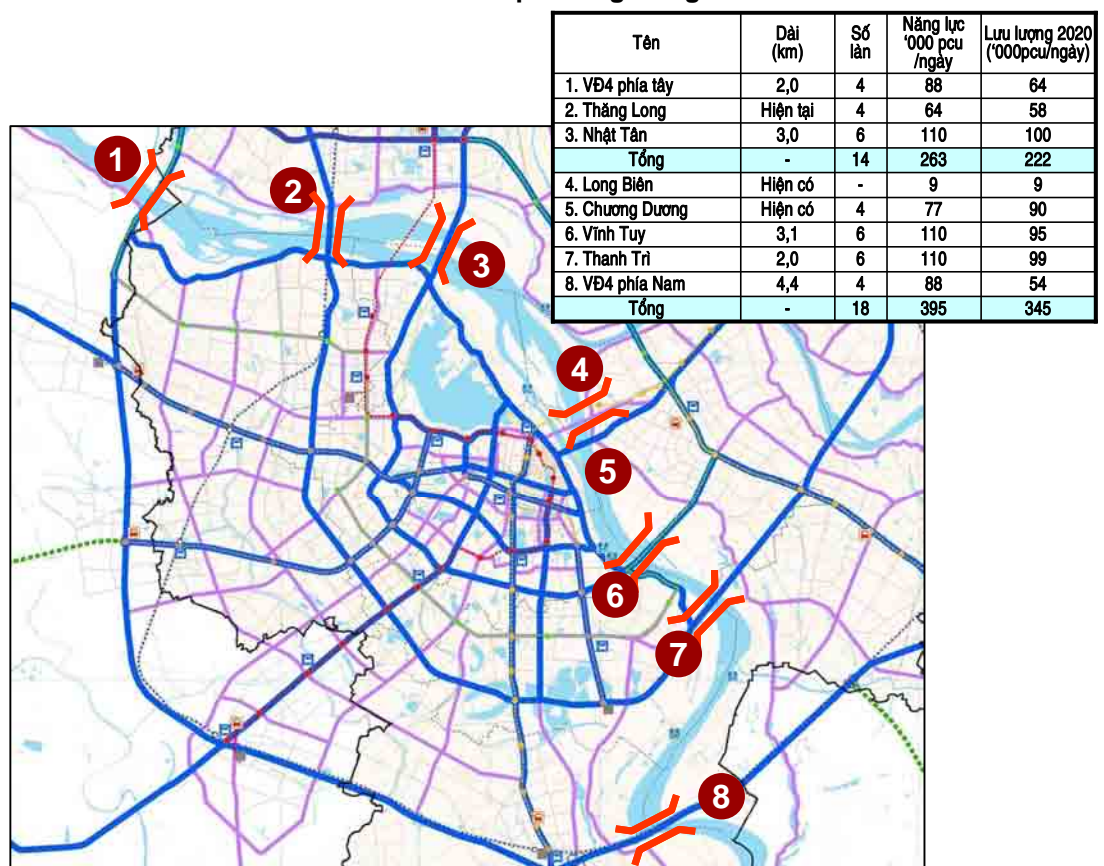 Tên Dài (km) Số làn Năng lực '000 pcu /ngày Lưu lượng 2020 ('000pcu/ngày)
1. VĐ4 phía tây 2,0 4 88 64
2. Thăng Long Hiện tại 4 64 58
3. Nhật Tân 3,0 6 110 100
Tổng - 14 263 222
4. Long Biên Hiện có - 9 9
5. Chương Dương Hiện có 4 77 90
6. Vĩnh Tuy 3,1 6 110 95
7. Thanh Trì 2,0 6 110 99
8. VĐ4 phía Nam 4,4 4 88 54
Tổng - 18 395 345
1
2
3
4
5
6
7
8